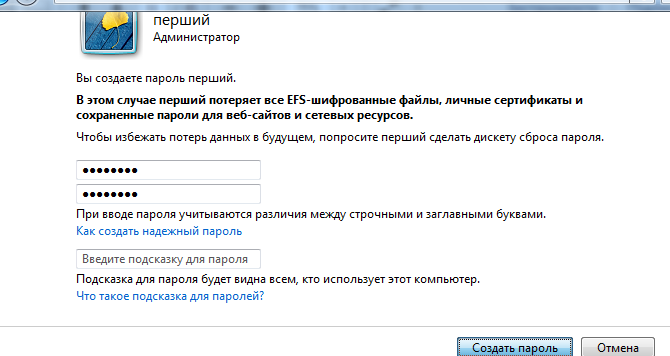 перший
Администратор
Вы создаете пароль перший.
В этом случае перший потеряет все EFS-шифрованные файлы, личные сертификаты и
сохраненные пароли для веб-сайтов и сетевых ресурсов.
Чтобы избежать потерь данных в будущем, попросите перший сделать дискету сброса пароля.
●●●●●●●●
●●●●●●●●
При вводе пароля учитываются различия между строчными и заглавными буквами.
Как создать надежный пароль
Введите подсказку для пароля
Подсказка для пароля будет видна всем, кто использует этот компьютер.
Что такое подсказка для паролей?
Создать пароль Отмена